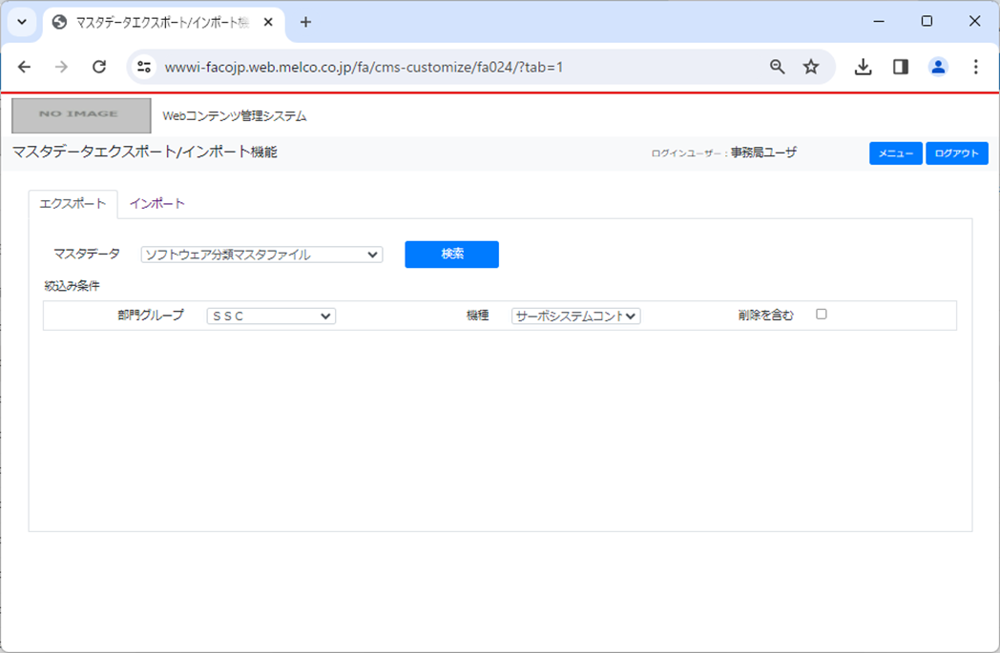 マスタデータエクスポート/インポート機
wwwi-facojp.web.melco.co.jp/fa/cms-customize/fa024/?tab=1
NO IMAGE
Webコンテンツ管理システム
マスタデータエクスポート/インポート機能
ログインユーザー：事務局ユーザ
メニュー
ログアウト
エクスポート
インポート
マスタデータ
ソフトウェア分類マスタファイル
検索
絞込み条件
部門グループ
ＳＳＣ
機種
サーボシステムコント
削除を含む